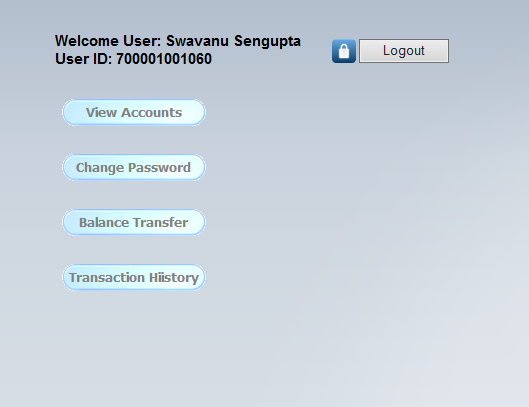 Welcome User: Swavanu Sengupta
User ID: 700001001060
Logout
View Accounts
Change Password
Balance Transfer
Transaction Hiistory